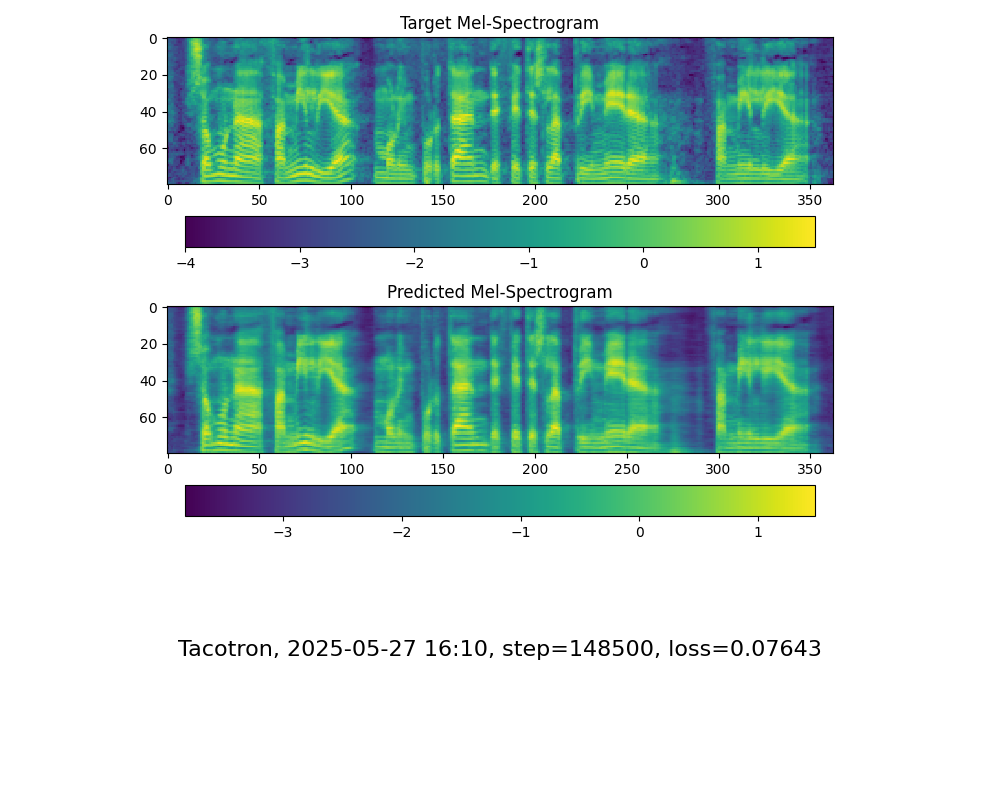 Target Mel-Spectrogram
0
20
40
60
0 50 100 150 200 250 300 350
−4 −3 −2 −1 0 1
Predicted Mel-Spectrogram
0
20
40
60
0 50 100 150 200 250 300 350
−3 −2 −1 0 1
Tacotron, 2025-05-27 16:10, step=148500, loss=0.07643